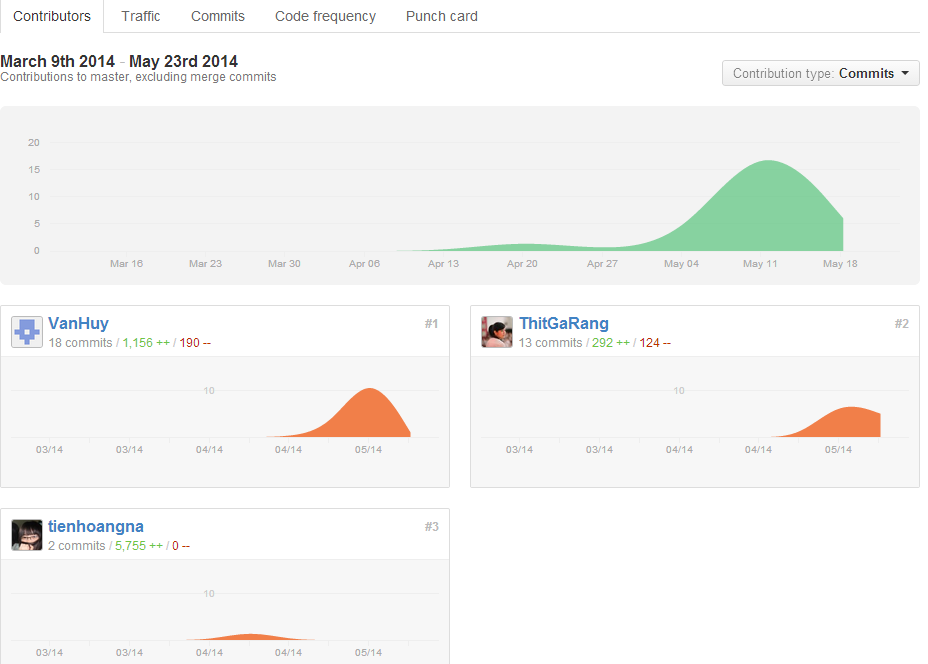 Contributors Traffic Commits Code frequency Punch card
March 9th 2014 - May 23rd 2014
Contributions to master, excluding merge commits
Contribution type: Commits
20
15
10
5
0
Mar 16 Mar 23 Mar 30 Apr 06 Apr 13 Apr 20 Apr 27 May 04 May 11 May 18
VanHuy #1
18 commits / 1,156 ++ / 190 --
10
03/14 03/14 04/14 04/14 05/14
ThitGaRang #2
13 commits / 292 ++ / 124 --
10
03/14 03/14 04/14 04/14 05/14
tienhoangna #3
2 commits / 5,755 ++ / 0 --
10
03/14 03/14 04/14 04/14 05/14